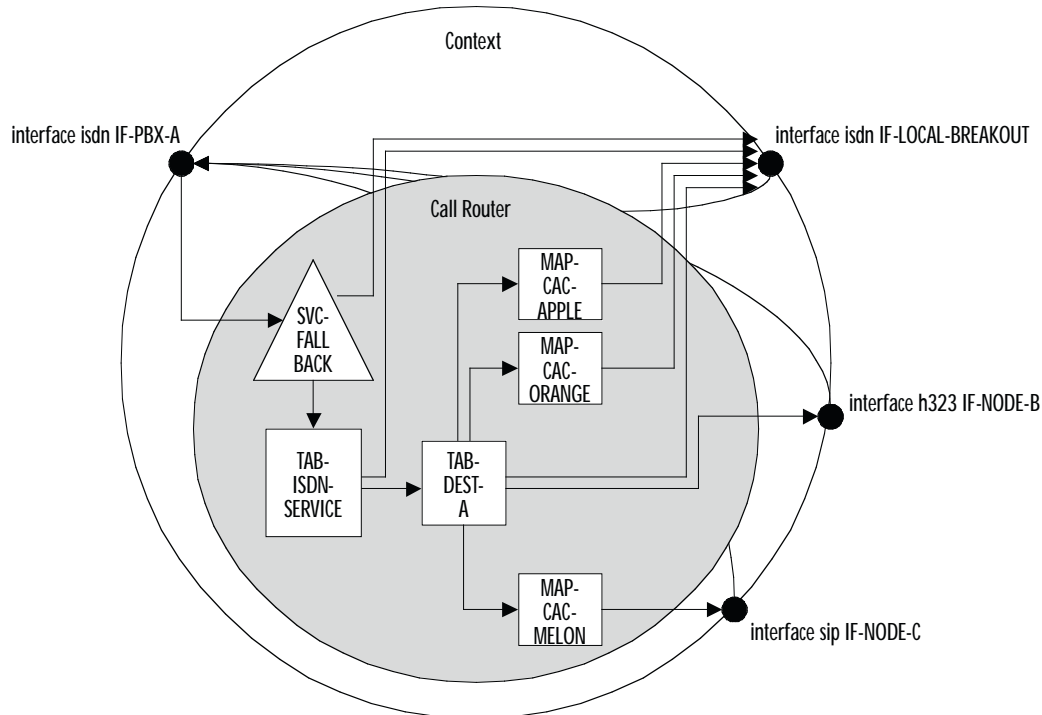 Context
interface isdn IF-PBX-A
interface isdn IF-LOCAL-BREAKOUT
Call Router
SVC-
FALL
BACK
MAP-
CAC-
APPLE
MAP-
CAC-
ORANGE
interface h323 IF-NODE-B
TAB-
ISDN-
SERVICE
TAB-
DEST-
A
MAP-
CAC-
MELON
interface sip IF-NODE-C